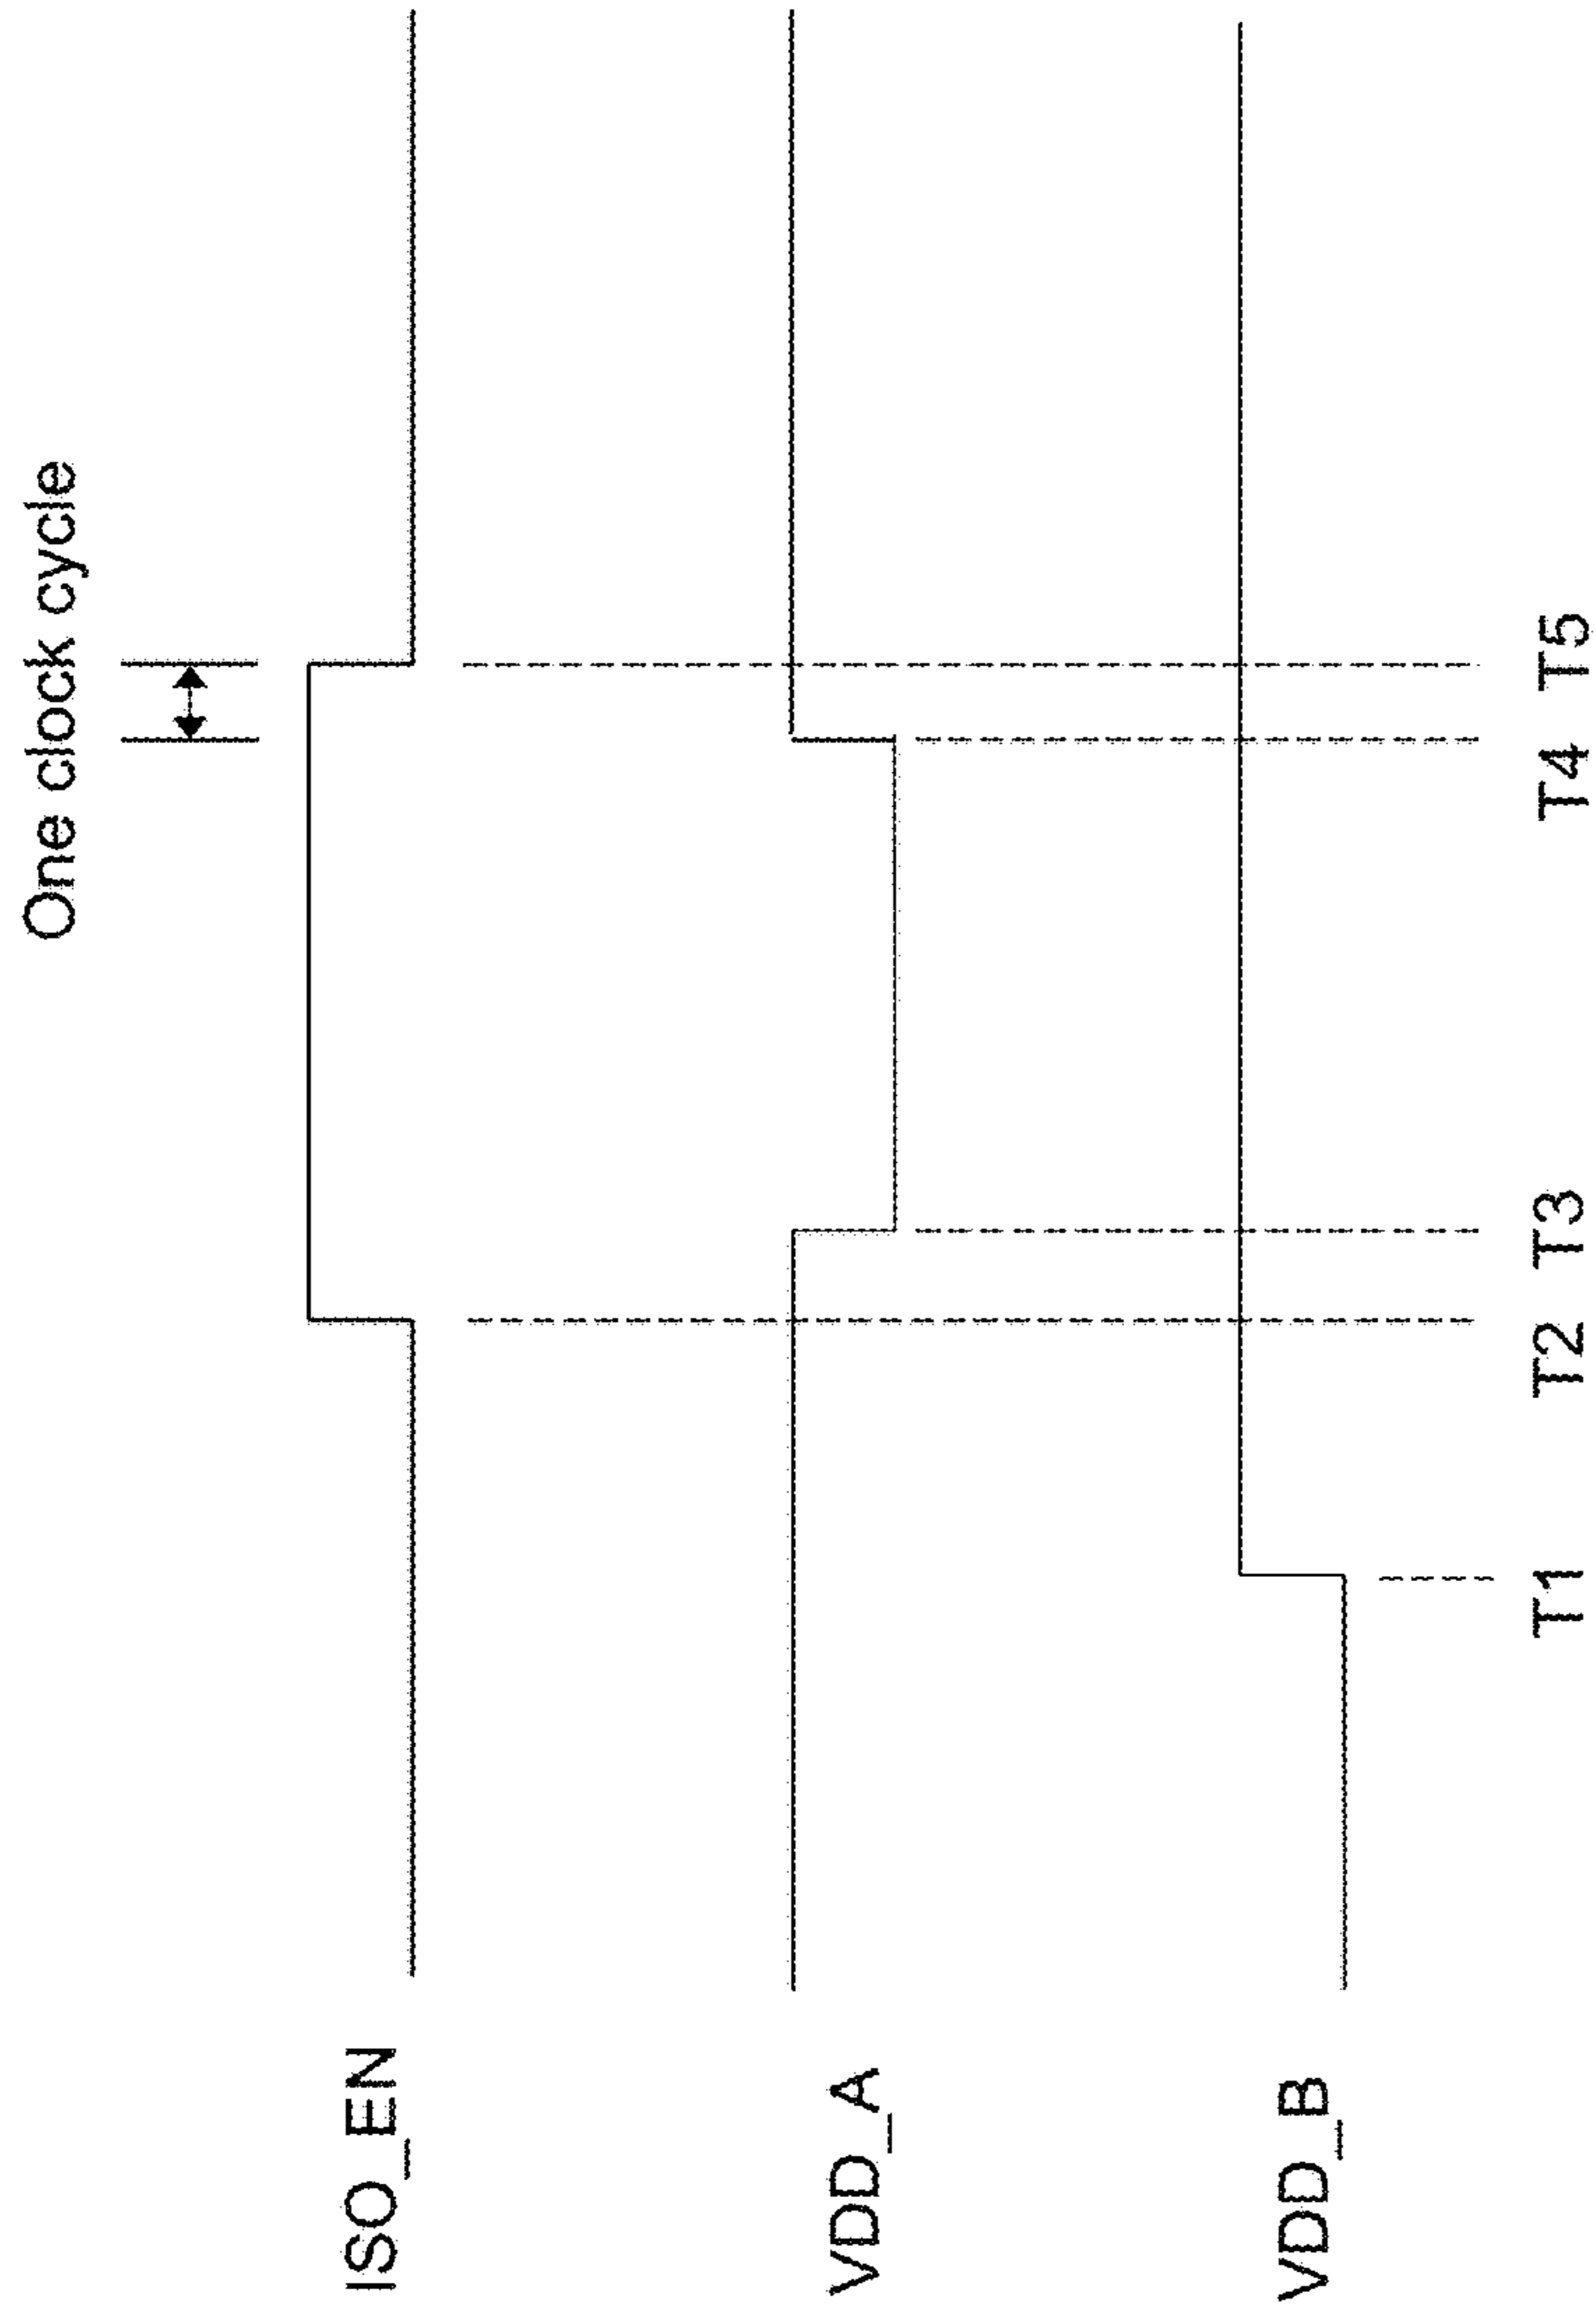 One clock cycle
ISO_EN
VDD_A
VDD_B
T1 T2 T3 T4 T5